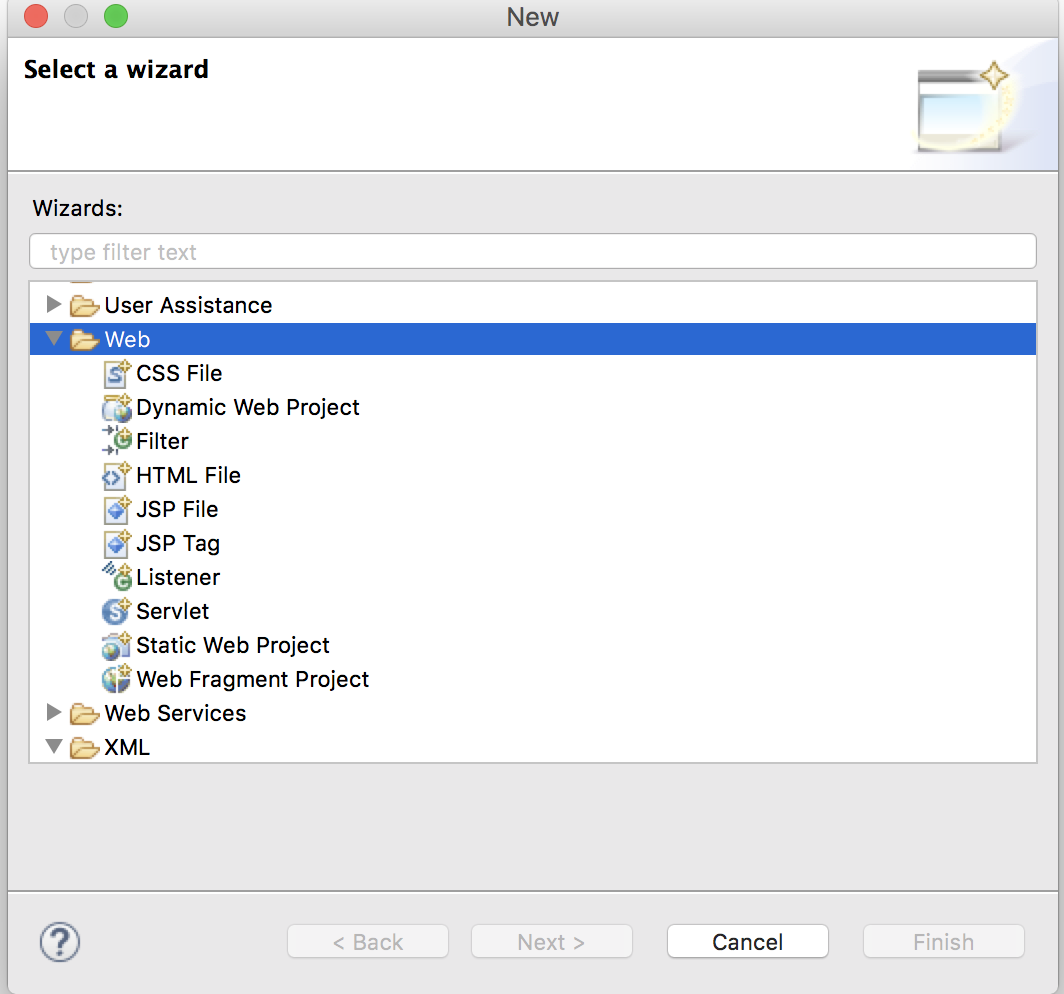 New
Select a wizard
Wizards:
type filter text
User Assistance
Web
CSS File
Dynamic Web Project
Filter
HTML File
JSP File
JSP Tag
Listener
Servlet
Static Web Project
Web Fragment Project
Web Services
XML
? < Back Next > Cancel Finish